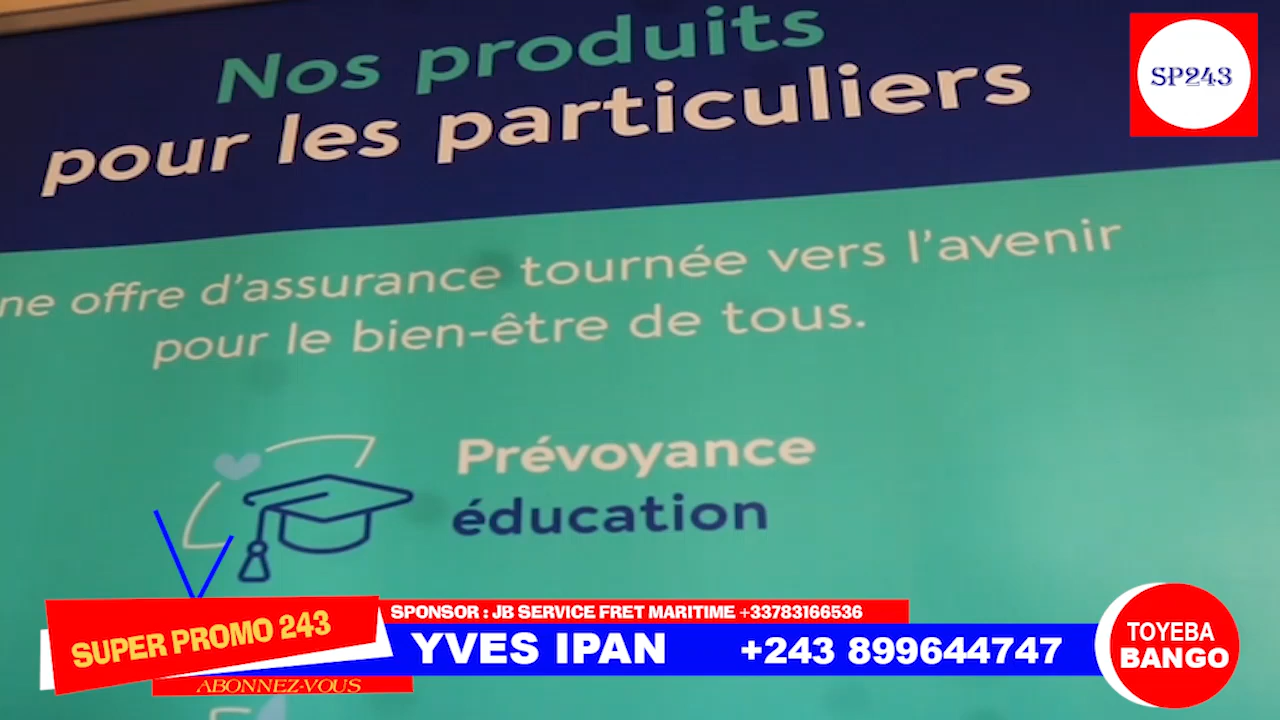 Nos produits
pour les particuliers
SP243
offre d'assurance tournée vers l'avenir
pour le bien-être de tous.
Prévoyance
éducation
SUPER PROMO 243
SPONSOR : JB SERVICE FRET MARITIME +33783166536
YVES IPAN +243 899644747
ABONNEZ-VOUS
TOYEBA
BANGO